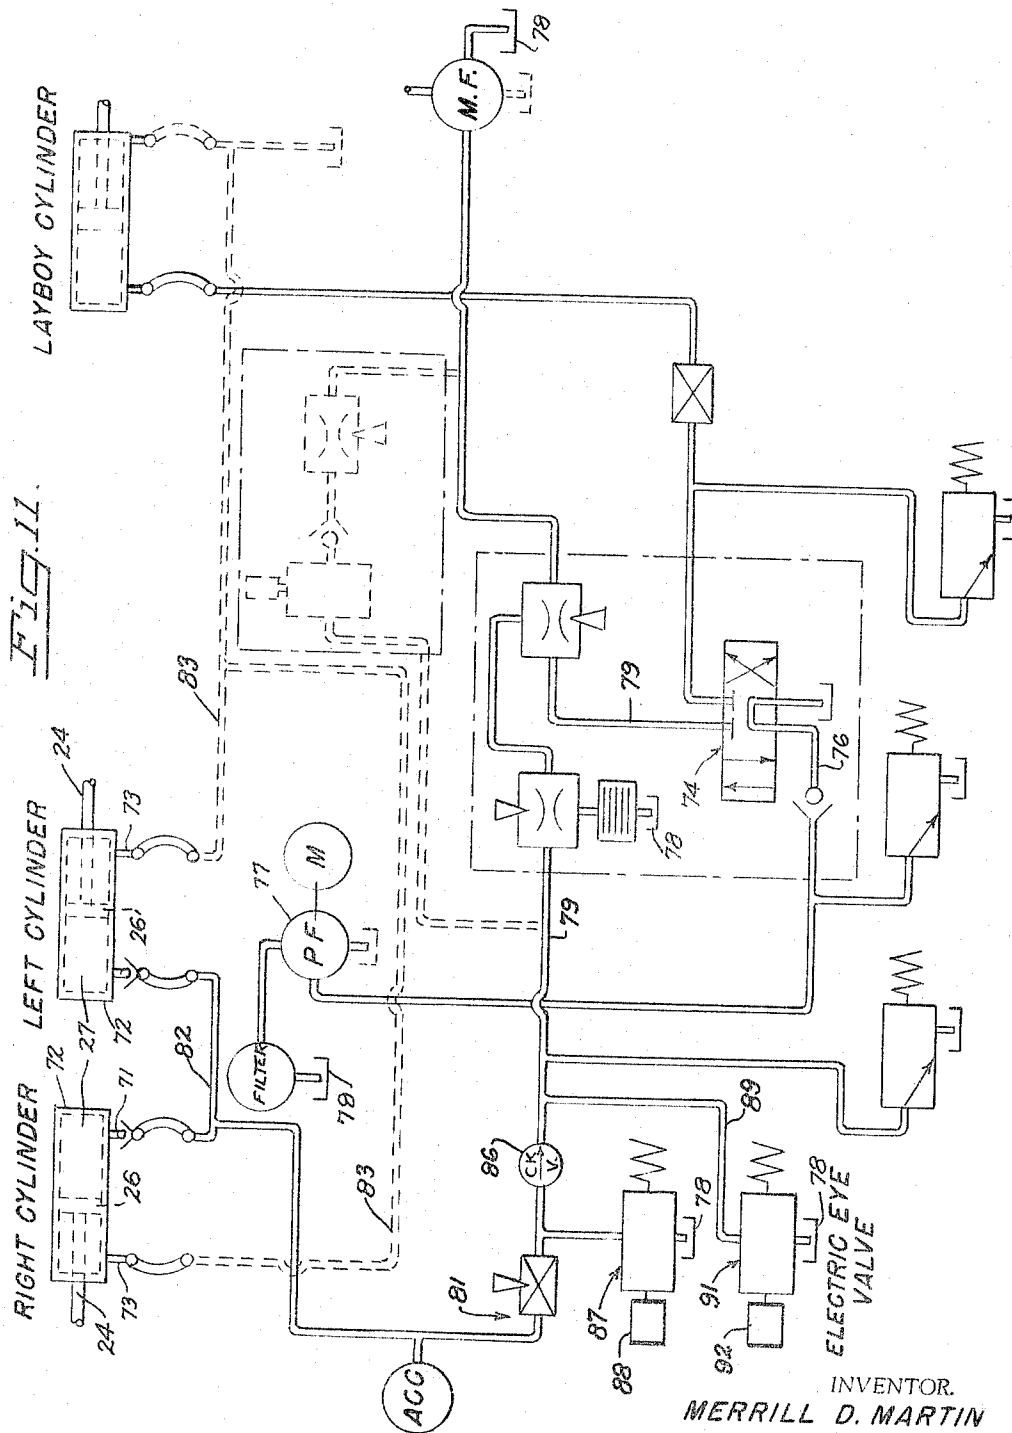 Fig. 11.
RIGHT CYLINDER
LEFT CYLINDER
LAYBOY CYLINDER
72
27
71
26
73
24
82
72
26'
27
73
24
83
83
77
PF
M
FILTER
78
M.F.
78
79
79
78
74
76
86
C.K.
V.
81
ACC
87
88
78
89
91
92
78
ELECTRIC EYE
VALVE
INVENTOR.
MERRILL D. MARTIN